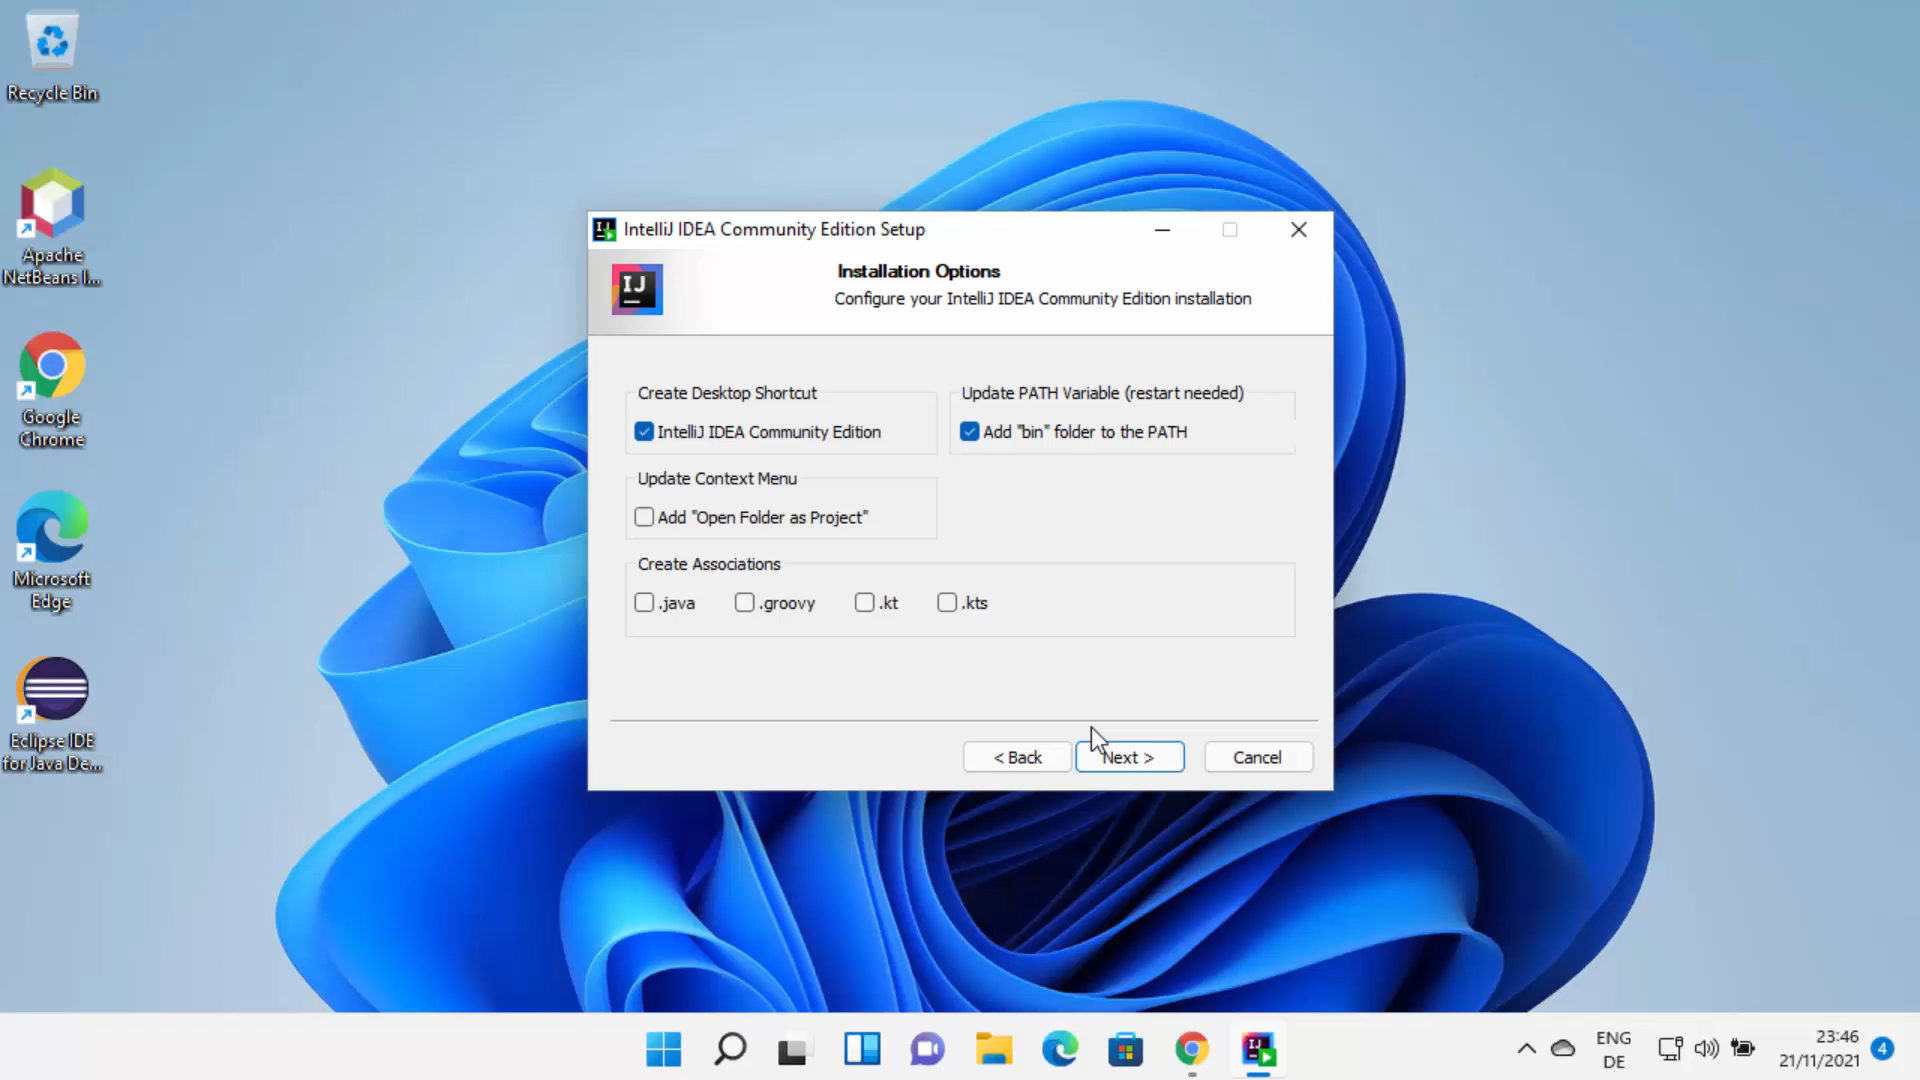 Recycle Bin
Apache
NetBeans I...
Google
Chrome
Microsoft
Edge
Eclipse IDE
for Java De...
IntelliJ IDEA Community Edition Setup
IJ
Installation Options
Configure your IntelliJ IDEA Community Edition installation
Create Desktop Shortcut
IntelliJ IDEA Community Edition
Update PATH Variable (restart needed)
Add "bin" folder to the PATH
Update Context Menu
Add "Open Folder as Project"
Create Associations
.java .groovy .kt .kts
< Back Next > Cancel
IJ
ENG
DE
23:46
21/11/2021
4